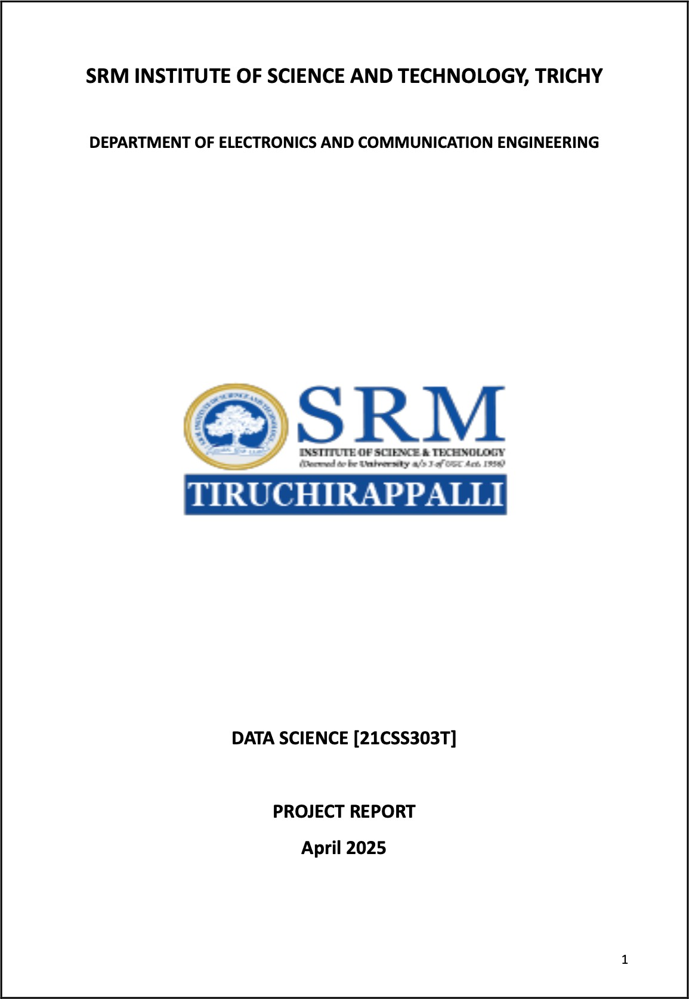 SRM INSTITUTE OF SCIENCE AND TECHNOLOGY, TRICHY
DEPARTMENT OF ELECTRONICS AND COMMUNICATION ENGINEERING
SRM
INSTITUTE OF SCIENCE & TECHNOLOGY
(Deemed to be University u/s 3 of UGC Act, 1956)
TIRUCHIRAPPALLI
DATA SCIENCE [21CSS303T]
PROJECT REPORT
April 2025
1